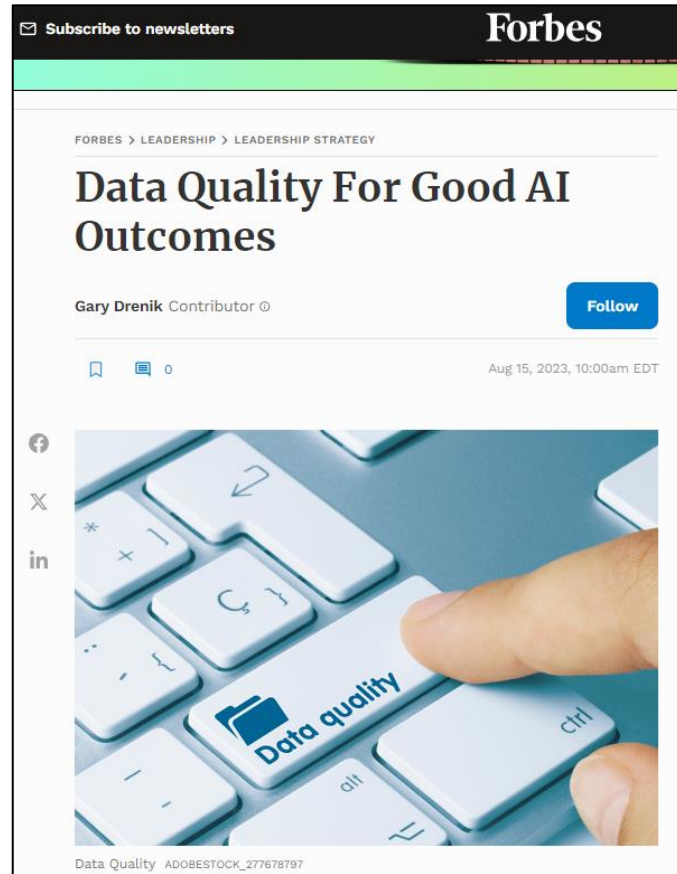 Subscribe to newsletters
Forbes
FORBES > LEADERSHIP > LEADERSHIP STRATEGY
Data Quality For Good AI
Outcomes
Gary Drenik Contributor
Follow
0
Aug 15, 2023, 10:00am EDT
in
* + ]
Ç }
¨ ´ {
Data quality
ctrl
alt
Data Quality ADOBESTOCK_277678797